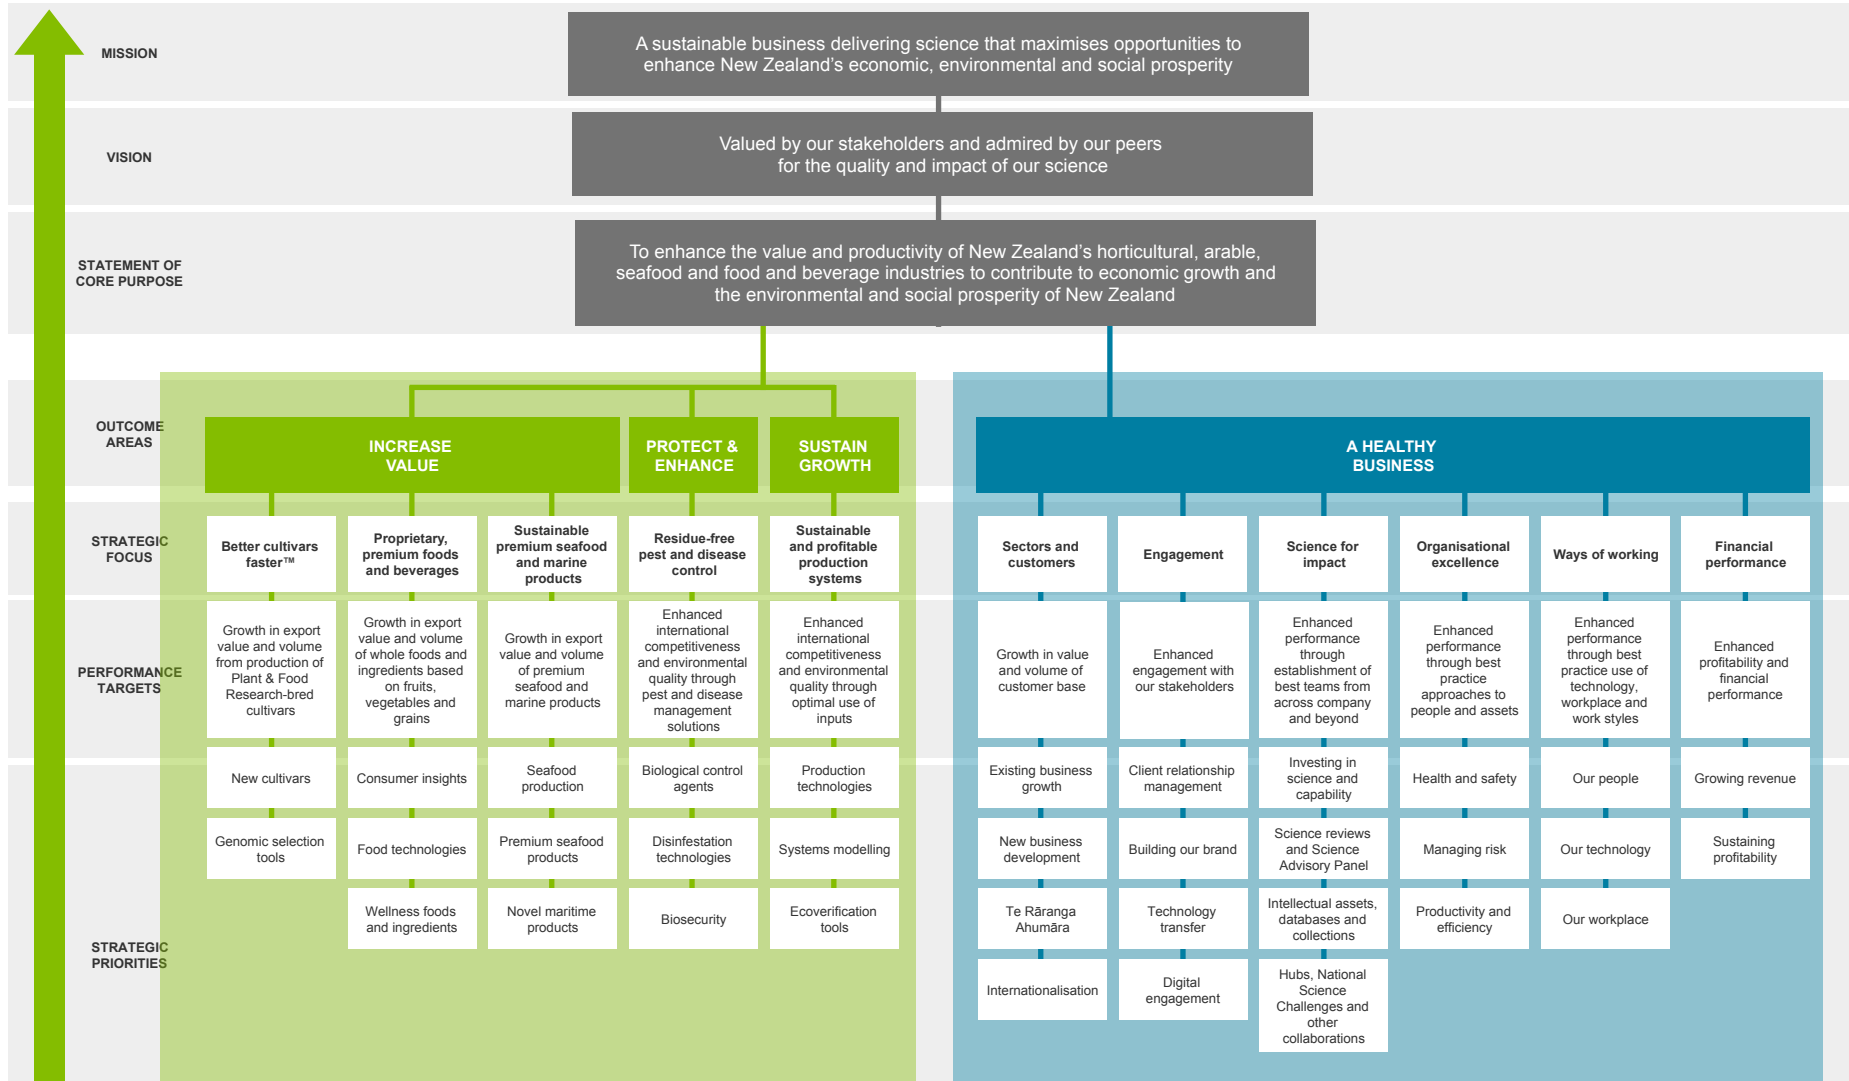 MISSION
A sustainable business delivering science that maximises opportunities to
enhance New Zealand's economic, environmental and social prosperity
VISION
Valued by our stakeholders and admired by our peers
for the quality and impact of our science
STATEMENT OF
CORE PURPOSE
To enhance the value and productivity of New Zealand's horticultural, arable,
seafood and food and beverage industries to contribute to economic growth and
the environmental and social prosperity of New Zealand
OUTCOME
AREAS
INCREASE
VALUE
PROTECT &
ENHANCE
SUSTAIN
GROWTH
A HEALTHY
BUSINESS
STRATEGIC
FOCUS
Better cultivars
faster™
Proprietary,
premium foods
and beverages
Sustainable
premium seafood
and marine
products
Residue-free
pest and disease
control
Sustainable
and profitable
production
systems
Sectors and
customers
Engagement
Science for
impact
Organisational
excellence
Ways of working
Financial
performance
PERFORMANCE
TARGETS
Growth in export
value and volume
from production of
Plant & Food
Research-bred
cultivars
Growth in export
value and volume
of whole foods and
ingredients based
on fruits,
vegetables and
grains
Growth in export
value and volume
of premium
seafood and
marine products
Enhanced
international
competitiveness
and environmental
quality through
pest and disease
management
solutions
Enhanced
international
competitiveness
and environmental
quality through
optimal use of
inputs
Growth in value
and volume of
customer base
Enhanced
engagement with
our stakeholders
Enhanced
performance
through
establishment of
best teams from
across company
and beyond
Enhanced
performance
through best
practice
approaches to
people and assets
Enhanced
performance
through best
practice use of
technology,
workplace and
work styles
Enhanced
profitability and
financial
performance
STRATEGIC
PRIORITIES
New cultivars
Consumer insights
Seafood
production
Biological control
agents
Production
technologies
Existing business
growth
Client relationship
management
Investing in
science and
capability
Health and safety
Our people
Growing revenue
Genomic selection
tools
Food technologies
Premium seafood
products
Disinfestation
technologies
Systems modelling
New business
development
Building our brand
Science reviews
and Science
Advisory Panel
Managing risk
Our technology
Sustaining
profitability
Wellness foods
and ingredients
Novel maritime
products
Biosecurity
Ecoverification
tools
Te Rāranga
Ahumāra
Technology
transfer
Intellectual assets,
databases and
collections
Productivity and
efficiency
Our workplace
Internationalisation
Digital
engagement
Hubs, National
Science
Challenges and
other
collaborations